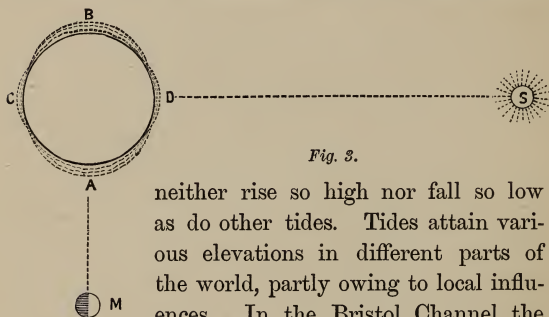 B
C
D
S
Fig. 3.
A
neither rise so high nor fall so low
as do other tides. Tides attain vari-
ous elevations in different parts of
the world, partly owing to local influ-
M
ences. In the Bristol Channel the